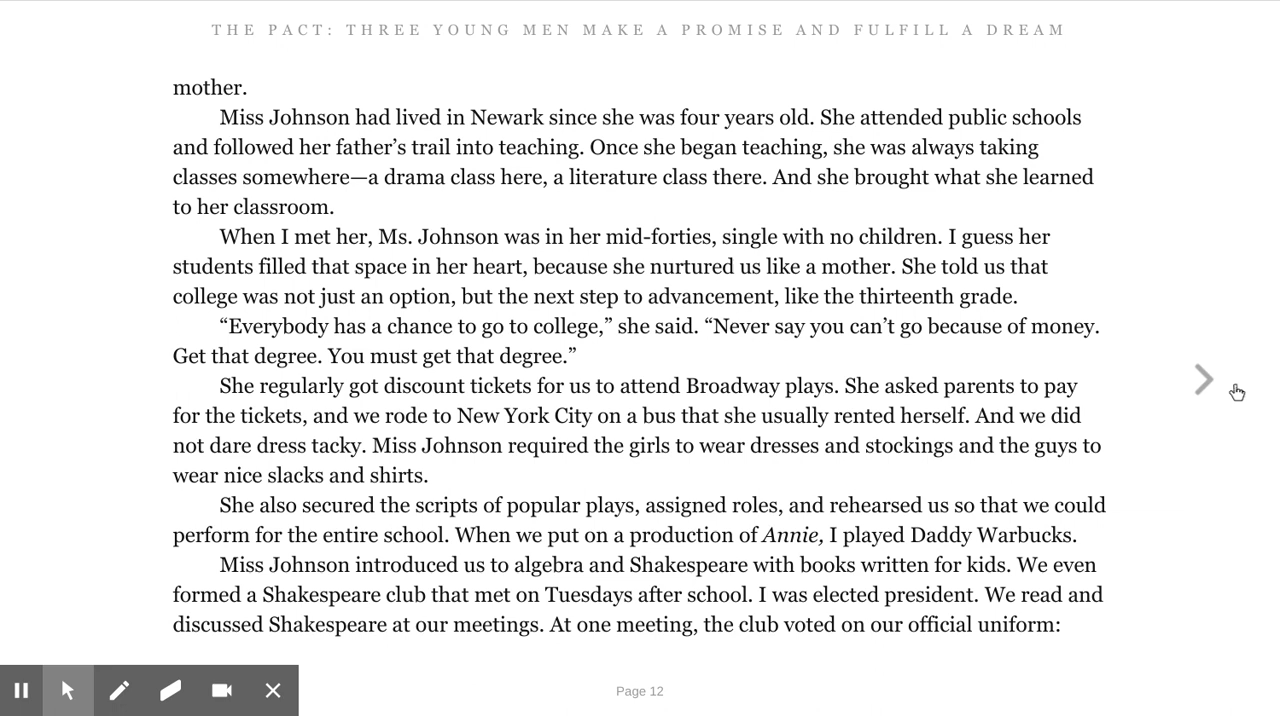 THE PACT: THREE YOUNG MEN MAKE A PROMISE AND FULFILL A DREAM
mother.
Miss Johnson had lived in Newark since she was four years old. She attended public schools
and followed her father’s trail into teaching. Once she began teaching, she was always taking
classes somewhere—a drama class here, a literature class there. And she brought what she learned
to her classroom.
When I met her, Ms. Johnson was in her mid-forties, single with no children. I guess her
students filled that space in her heart, because she nurtured us like a mother. She told us that
college was not just an option, but the next step to advancement, like the thirteenth grade.
“Everybody has a chance to go to college,” she said. “Never say you can’t go because of money.
Get that degree. You must get that degree.”
She regularly got discount tickets for us to attend Broadway plays. She asked parents to pay
for the tickets, and we rode to New York City on a bus that she usually rented herself. And we did
not dare dress tacky. Miss Johnson required the girls to wear dresses and stockings and the guys to
wear nice slacks and shirts.
She also secured the scripts of popular plays, assigned roles, and rehearsed us so that we could
perform for the entire school. When we put on a production of Annie, I played Daddy Warbucks.
Miss Johnson introduced us to algebra and Shakespeare with books written for kids. We even
formed a Shakespeare club that met on Tuesdays after school. I was elected president. We read and
discussed Shakespeare at our meetings. At one meeting, the club voted on our official uniform:
Page 12